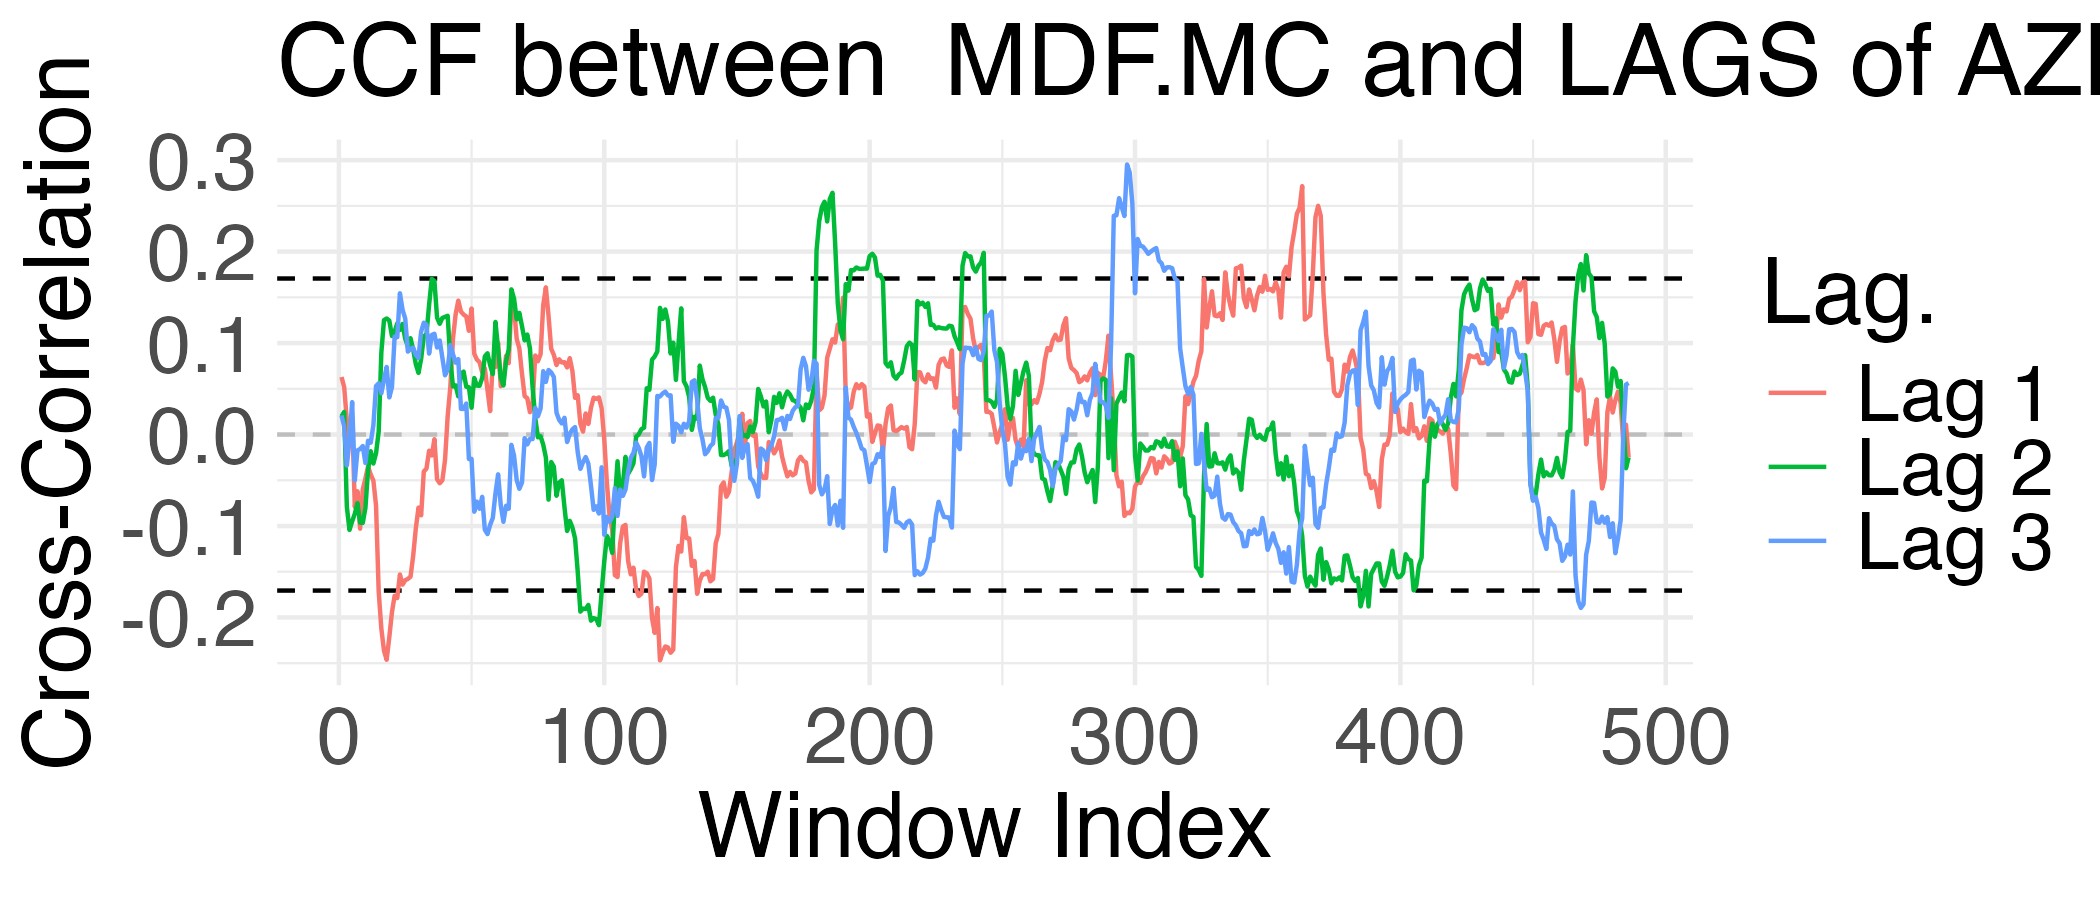 CCF between  MDF.MC and LAGS of
Cross-Correlation
0.3
0.2
0.1
0.0
-0.1
-0.2
0 100 200 300 400 500
Window Index
Lag.
Lag 1
Lag 2
Lag 3